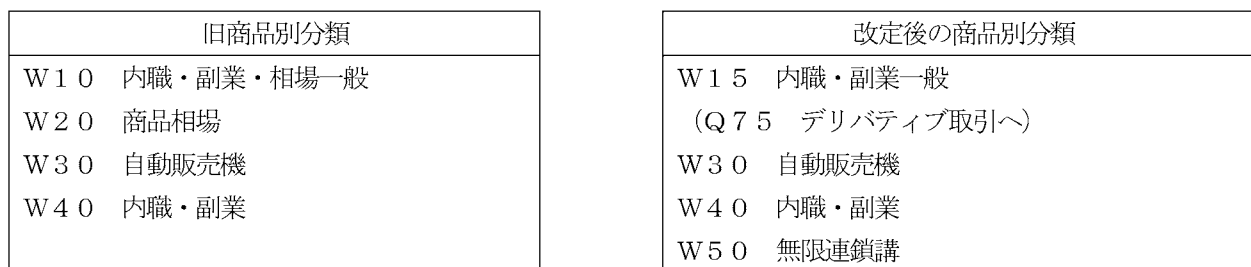 旧商品別分類
W10 内職・副業・相場一般
W20 商品相場
W30 自動販売機
W40 内職・副業
改定後の商品別分類
W15 内職・副業一般
(Q75 デリバティブ取引へ)
W30 自動販売機
W40 内職・副業
W50 無限連鎖講